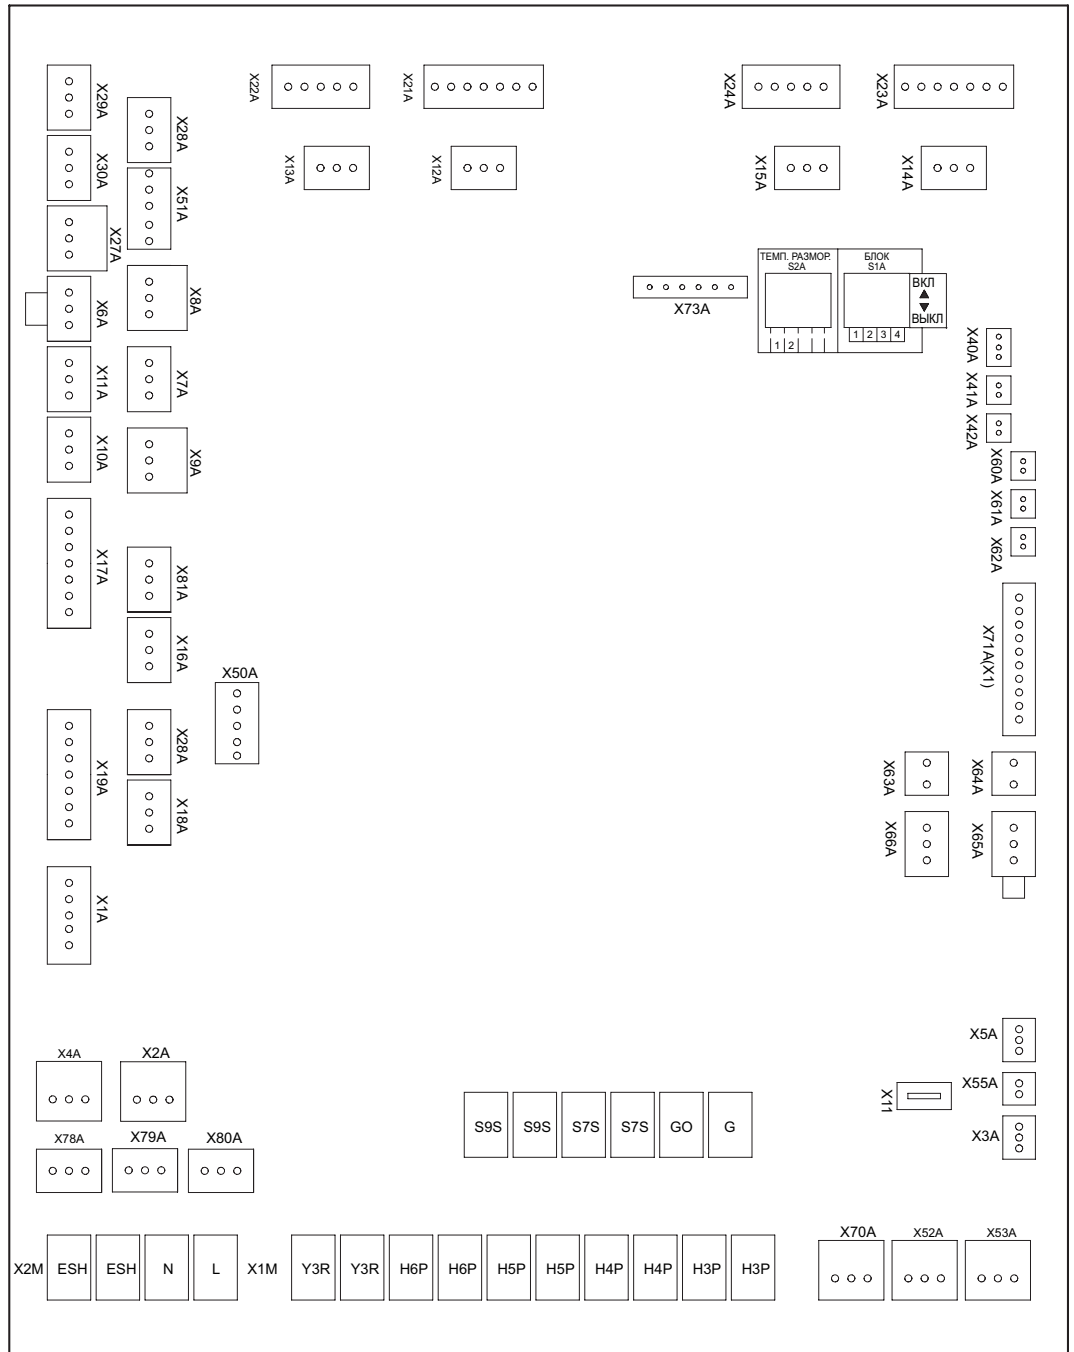 X29A
X28A
X30A
X51A
X27A
X6A
X8A
X11A
X7A
X10A
X9A
X17A
X81A
X16A
X50A
X19A
X28A
X18A
X1A
X22A
X21A
X24A
X23A
X13A
X12A
X15A
X14A
X73A
ТЕМП. РАЗМОР.
S2A
1 2
БЛОК
S1A
1 2 3 4
ВКЛ
ВЫКЛ
X40A
X41A
X42A
X60A
X61A
X62A
X71A(X1)
X63A
X64A
X66A
X65A
X5A
X11
X55A
X3A
X4A
X2A
X78A
X79A
X80A
S9S S9S S7S S7S GO G
X2M ESH ESH N L
X1M Y3R Y3R H6P H6P H5P H5P H4P H4P H3P H3P
X70A
X52A
X53A